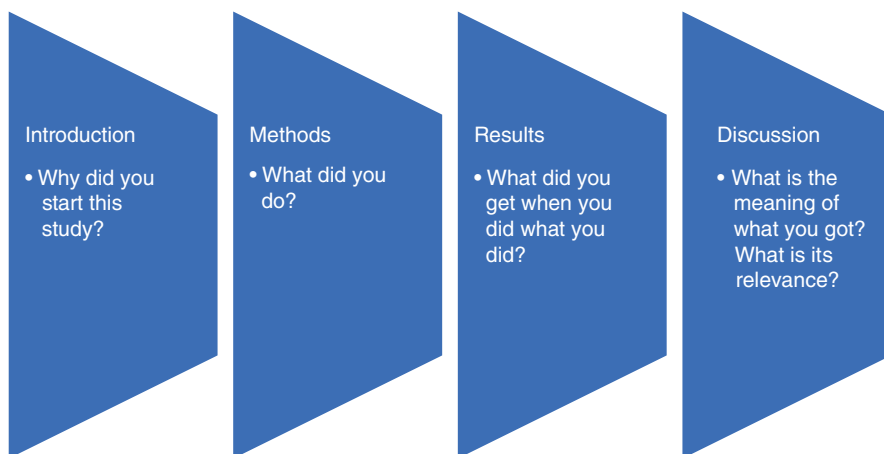 Introduction
• Why did you
start this
study?
Methods
• What did you
do?
Results
• What did you
get when you
did what you
did?
Discussion
• What is the
meaning of
what you got?
What is its
relevance?